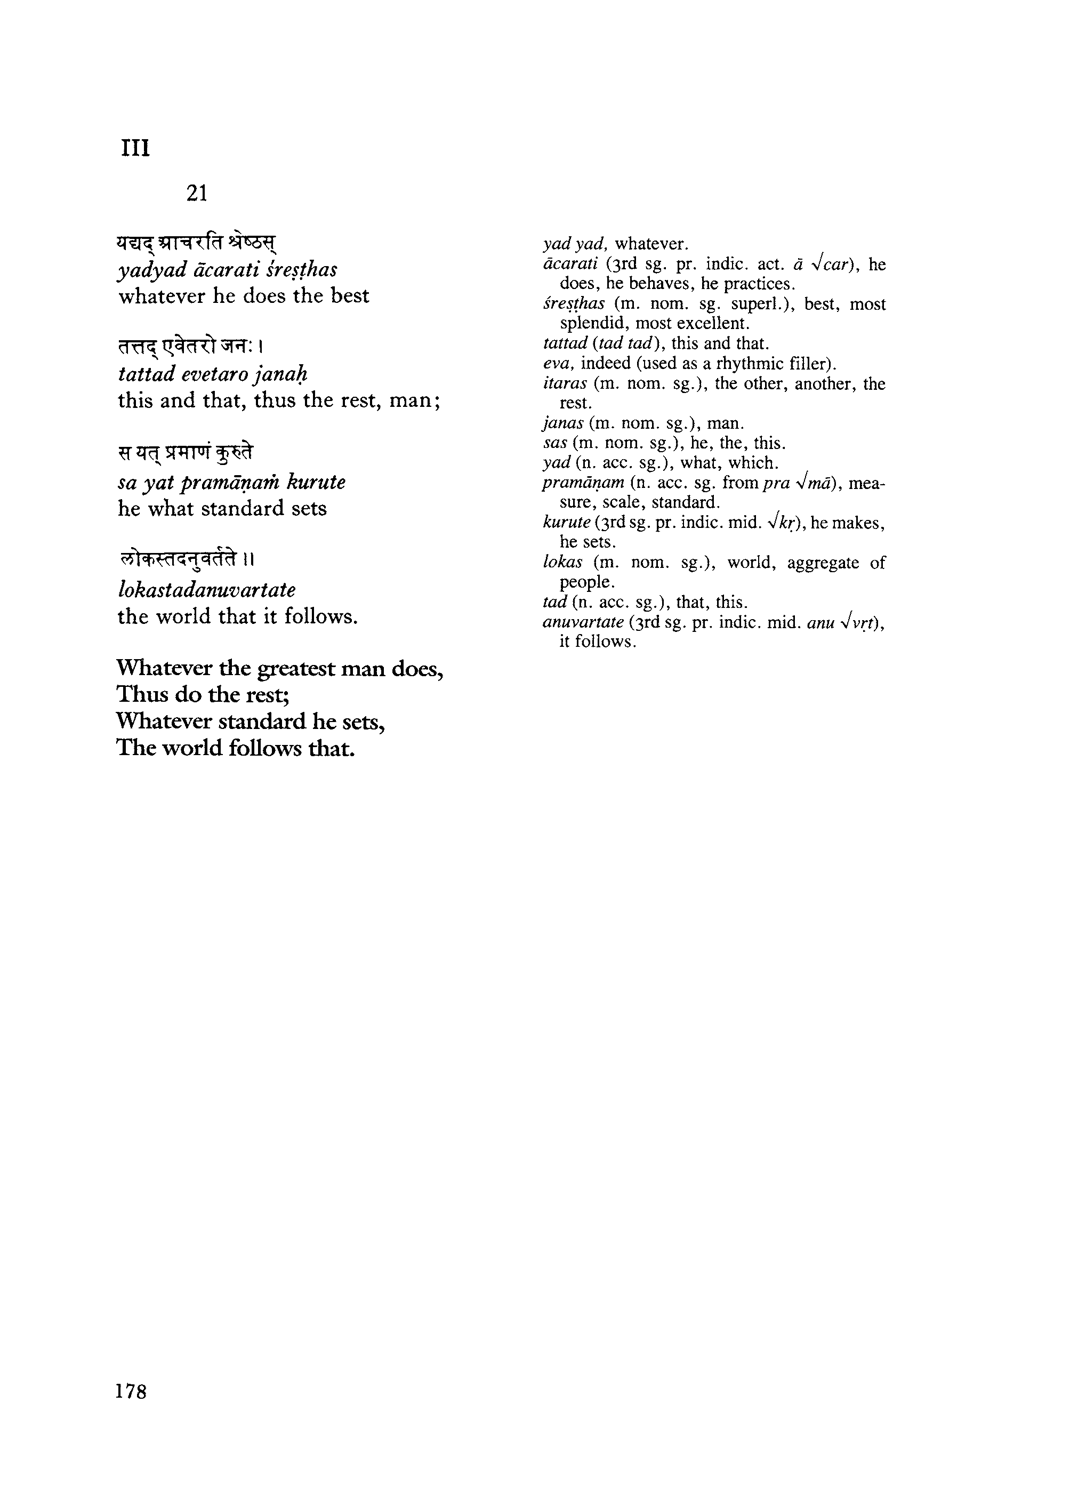 III
21
यद्यद् आचरति श्रेष्ठस्
yadyad ācarati śreṣṭhas
whatever he does the best
तत्तद् एवेतरो जनः ।
tattad evetaro janaḥ
this and that, thus the rest, man;
स यत् प्रमाणं कुरुते
sa yat pramāṇaṁ kurute
he what standard sets
लोकस्तदनुवर्तते ॥
lokastadanuvartate
the world that it follows.
Whatever the greatest man does,
Thus do the rest;
Whatever standard he sets,
The world follows that.
yad yad, whatever.
ācarati (3rd sg. pr. indic. act. ā √car), he
does, he behaves, he practices.
śreṣṭhas (m. nom. sg. superl.), best, most
splendid, most excellent.
tattad (tad tad), this and that.
eva, indeed (used as a rhythmic filler).
itaras (m. nom. sg.), the other, another, the
rest.
janas (m. nom. sg.), man.
sas (m. nom. sg.), he, the, this.
yad (n. acc. sg.), what, which.
pramāṇam (n. acc. sg. from pra √mā), mea-
sure, scale, standard.
kurute (3rd sg. pr. indic. mid. √kṛ), he makes,
he sets.
lokas (m. nom. sg.), world, aggregate of
people.
tad (n. acc. sg.), that, this.
anuvartate (3rd sg. pr. indic. mid. anu √vṛt),
it follows.
178